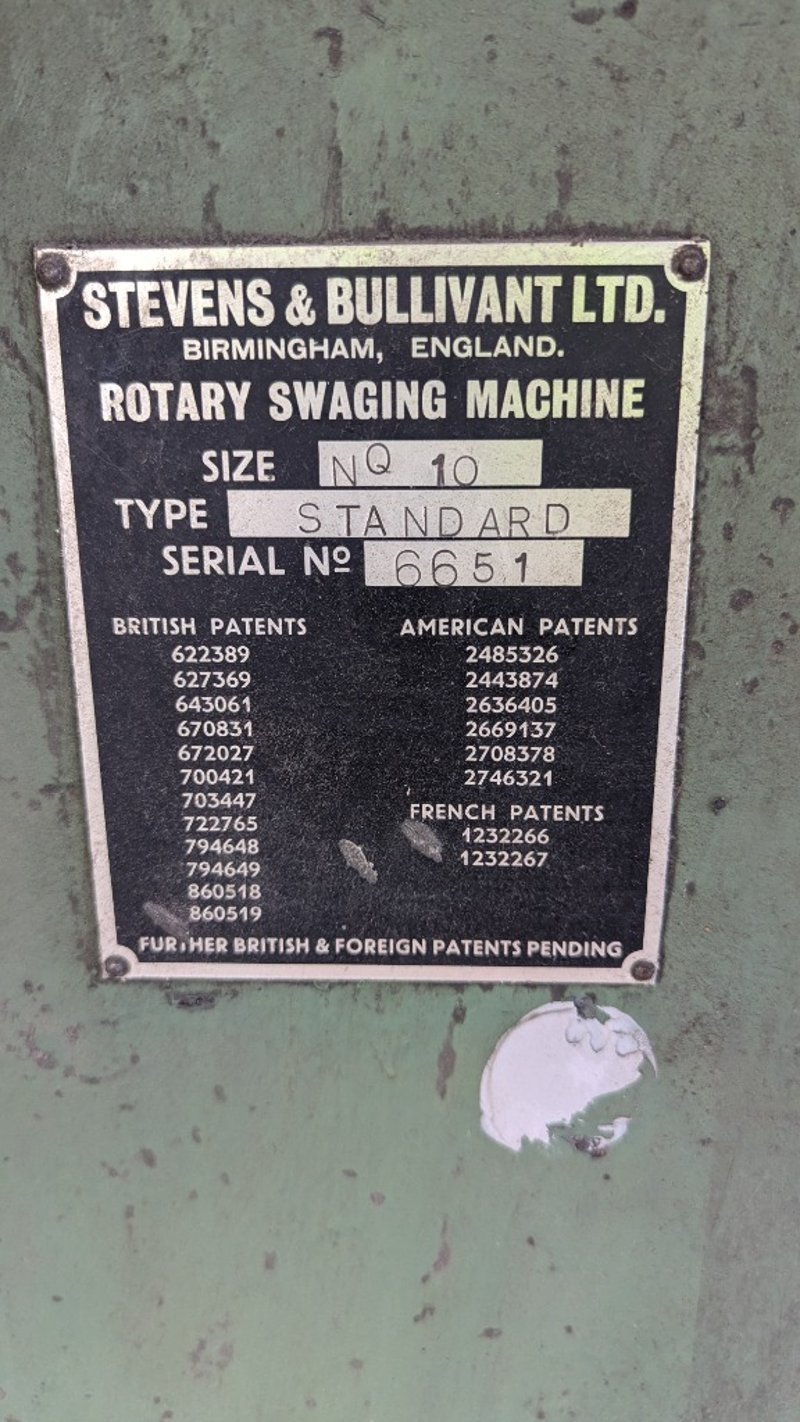 STEVENS & BULLIVANT LTD.
BIRMINGHAM, ENGLAND.
ROTARY SWAGING MACHINE
SIZE Nº 10
TYPE STANDARD
SERIAL Nº 6651
BRITISH PATENTS
622389
627369
643061
670831
672027
700421
703447
722765
794648
794649
860518
860519
AMERICAN PATENTS
2485326
2443874
2636405
2669137
2708378
2746321
FRENCH PATENTS
1232266
1232267
FURTHER BRITISH & FOREIGN PATENTS PENDING